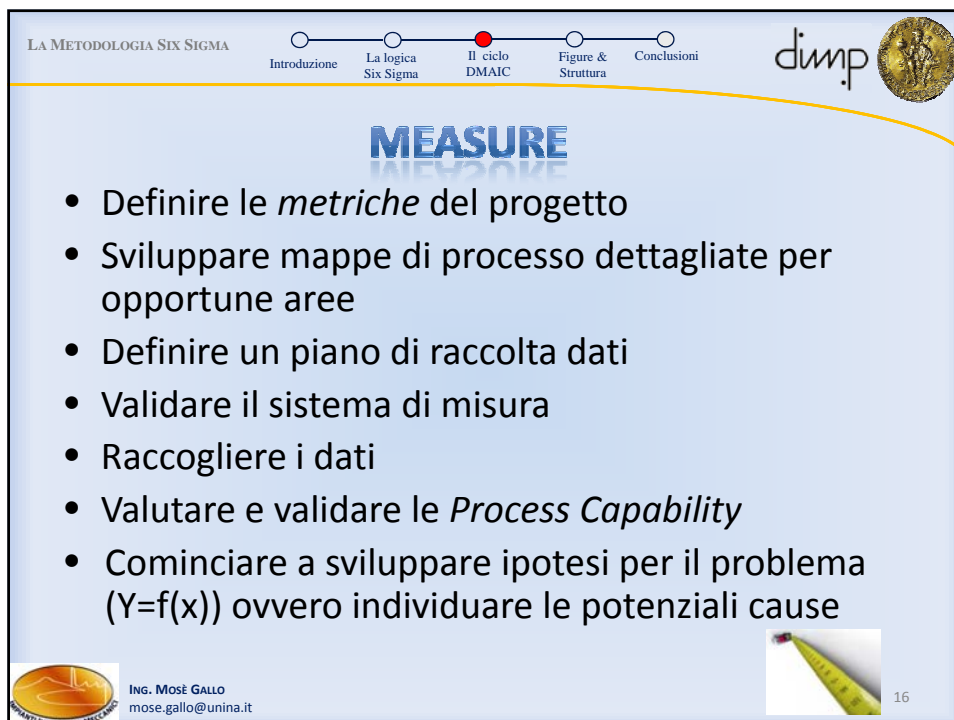 LA METODOLOGIA SIX SIGMA
Introduzione
La logica
Six Sigma
Il ciclo
DMAIC
Figure &
Struttura
Conclusioni
dimp
MEASURE
• Definire le metriche del progetto
• Sviluppare mappe di processo dettagliate per
opportune aree
• Definire un piano di raccolta dati
• Validare il sistema di misura
• Raccogliere i dati
• Valutare e validare le Process Capability
• Cominciare a sviluppare ipotesi per il problema
(Y=f(x)) ovvero individuare le potenziali cause
ING. MOSÈ GALLO
mose.gallo@unina.it
16